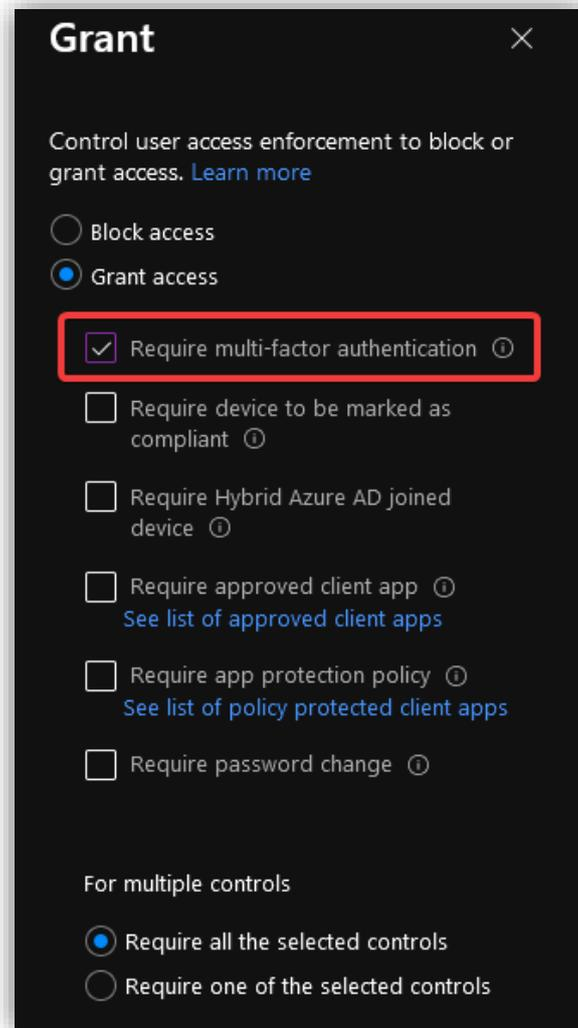 Grant
Control user access enforcement to block or
grant access. Learn more
Block access
Grant access
Require multi-factor authentication
Require device to be marked as
compliant
Require Hybrid Azure AD joined
device
Require approved client app
See list of approved client apps
Require app protection policy
See list of policy protected client apps
Require password change
For multiple controls
Require all the selected controls
Require one of the selected controls